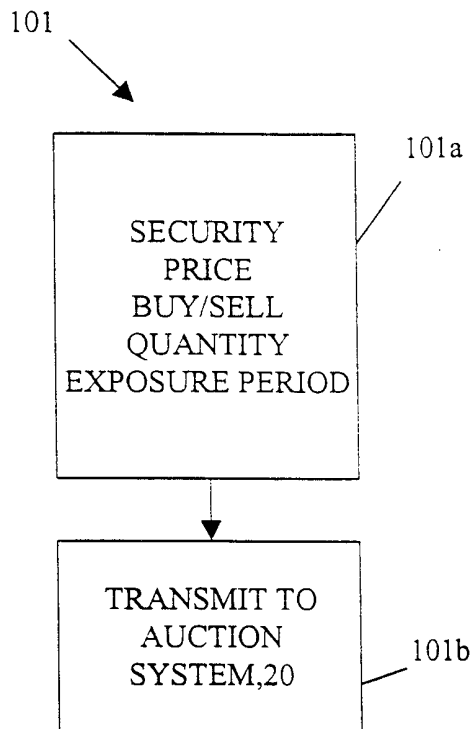 101
101a
SECURITY
PRICE
BUY/SELL
QUANTITY
EXPOSURE PERIOD
TRANSMIT TO
AUCTION
SYSTEM,20
101b